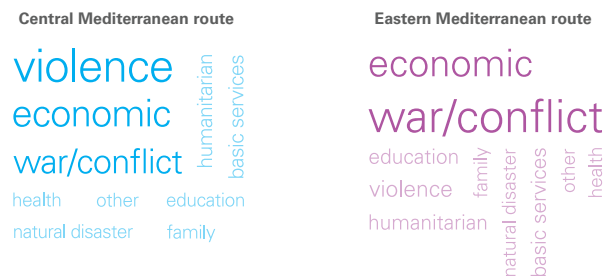 Central Mediterranean route
violence
economic
war/conflict
humanitarian
basic services
health other education
natural disaster family
Eastern Mediterranean route
economic
war/conflict
education
violence
humanitarian
family
natural disaster
basic services
other
health